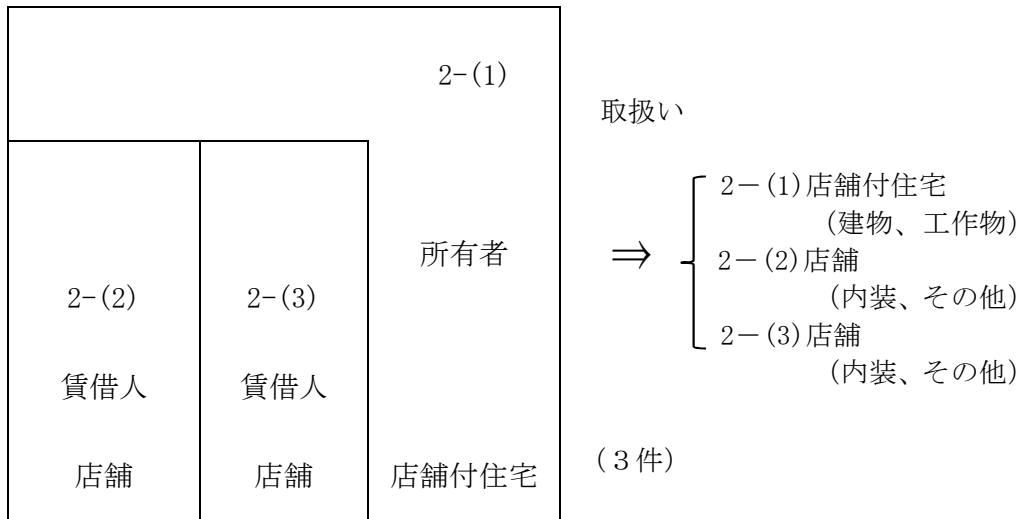 2-(1)
所有者
店舗付住宅
2-(2)
賃借人
店舗
2-(3)
賃借人
店舗
取扱い
⇒
2-(1)店舗付住宅
(建物、工作物)
2-(2)店舗
(内装、その他)
2-(3)店舗
(内装、その他)
(3件)